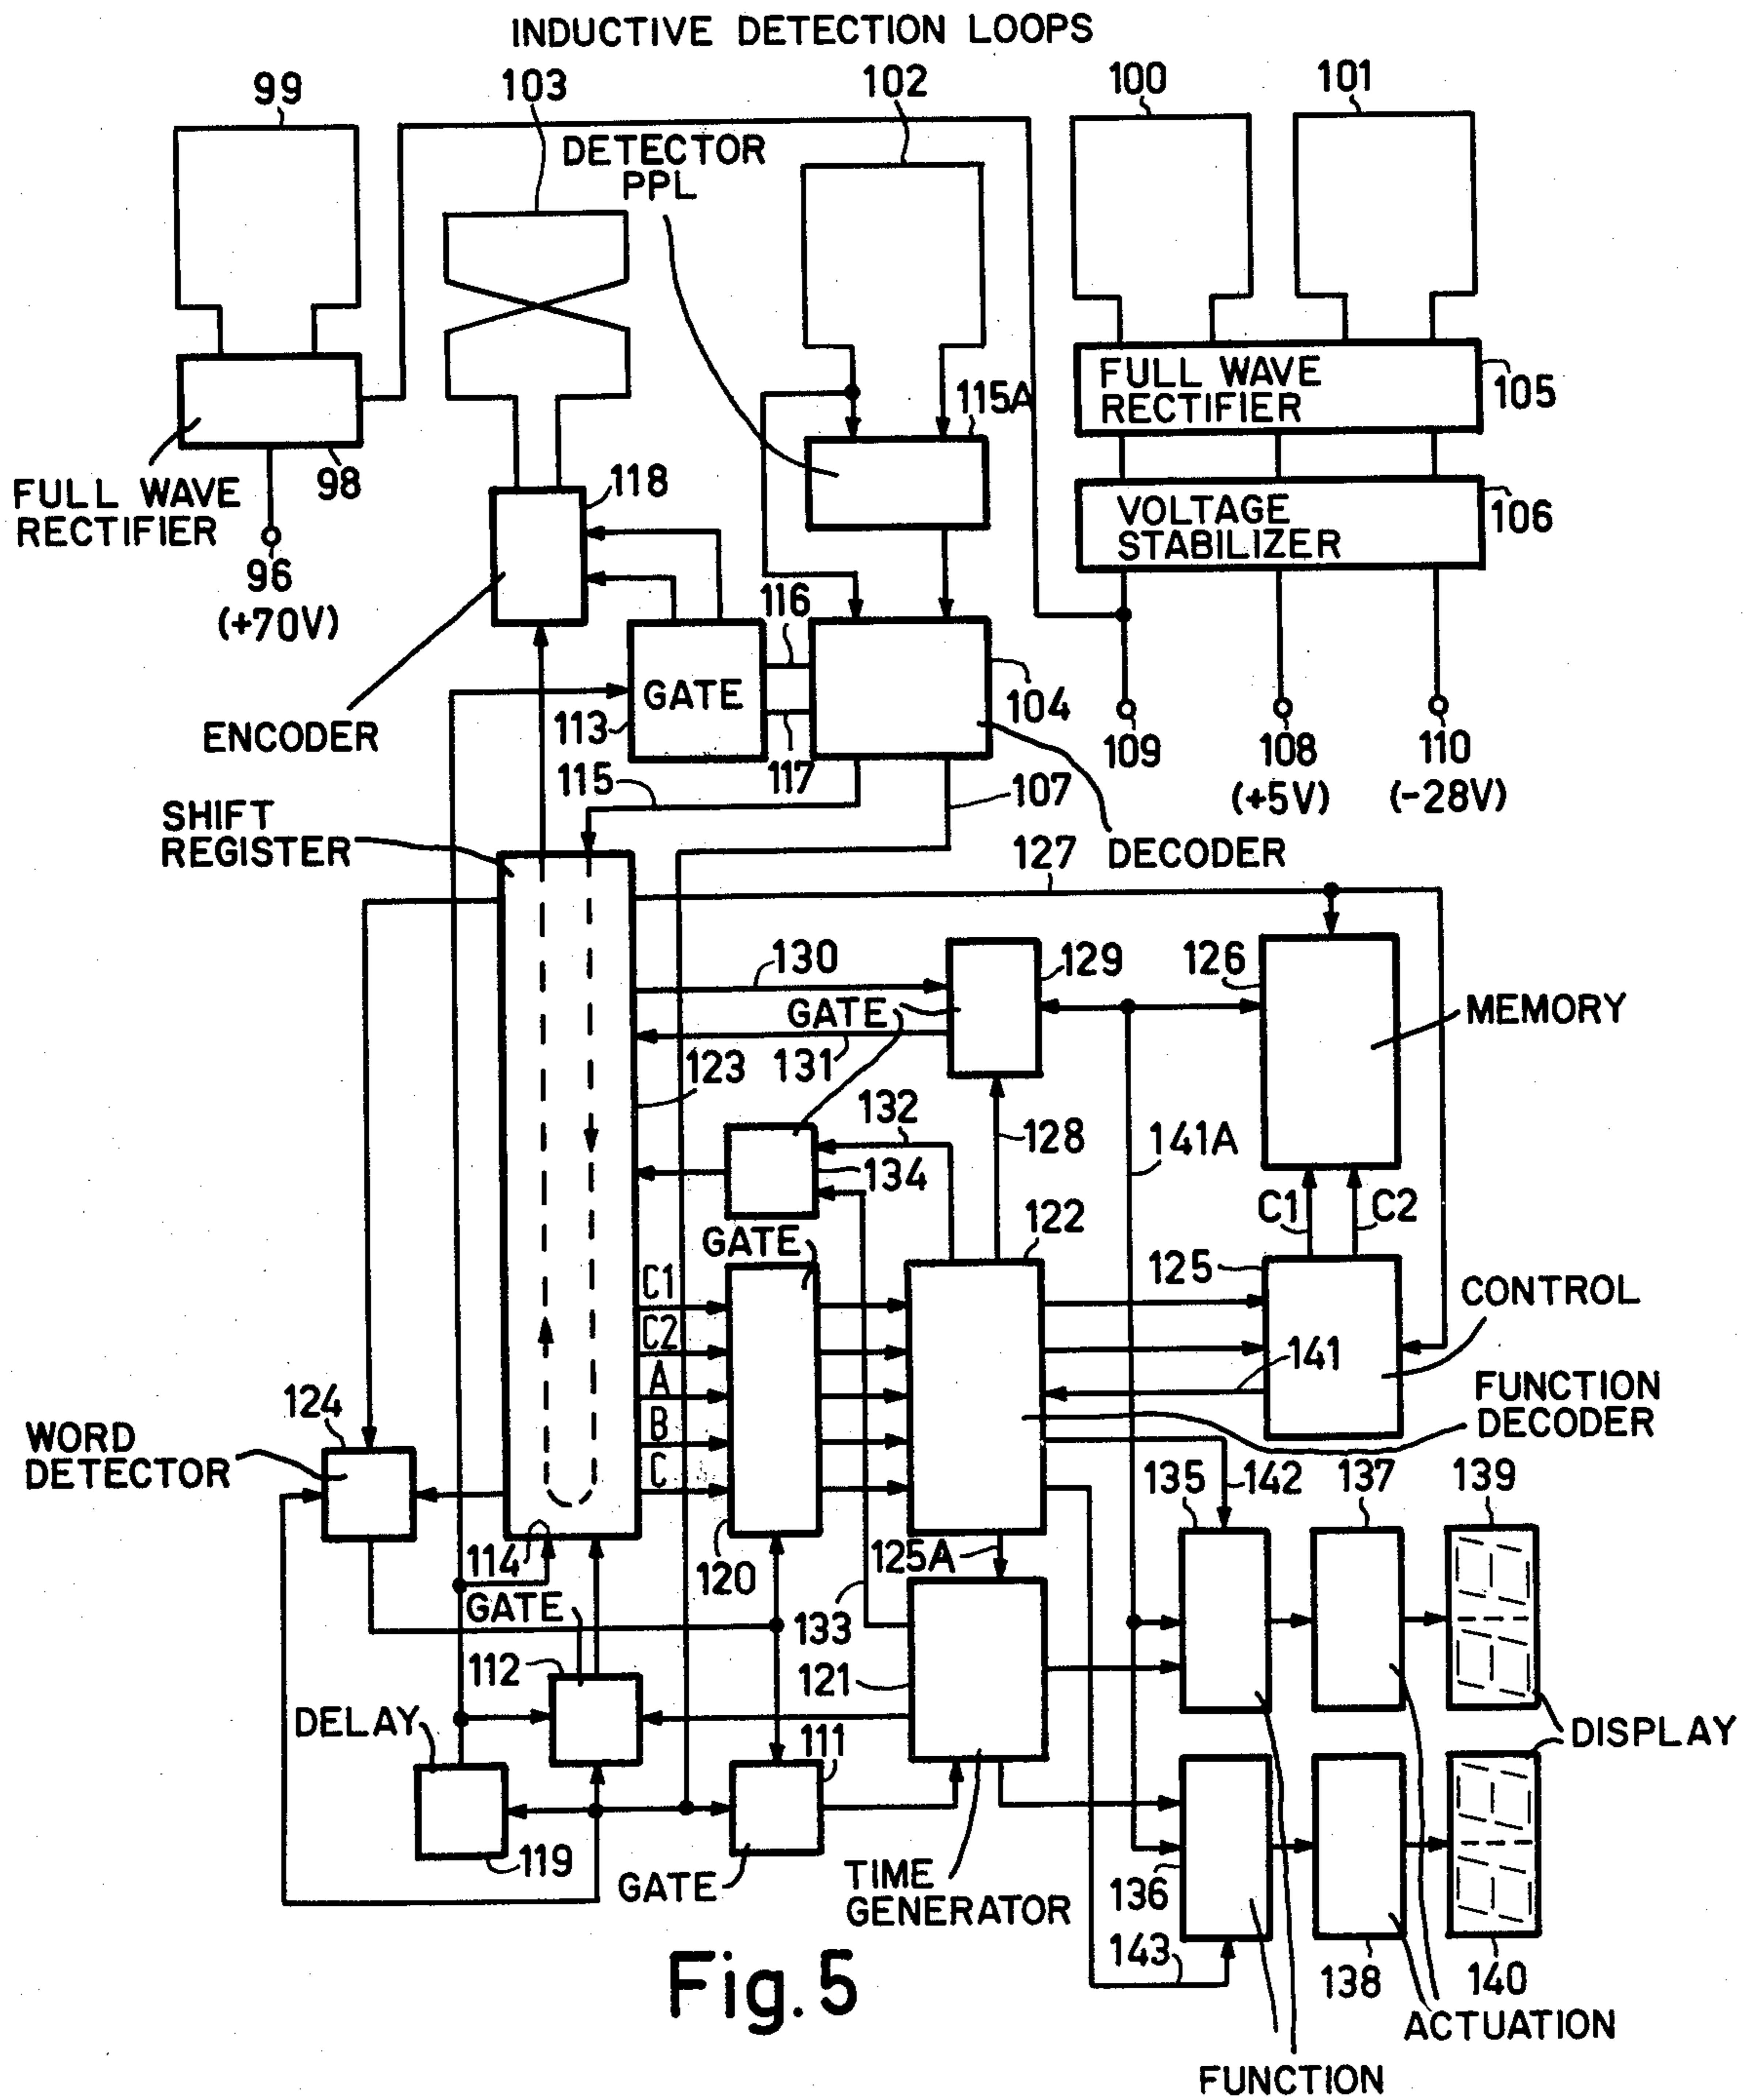 INDUCTIVE DETECTION LOOPS
99
103
102
100
101
DETECTOR
PPL
115A
FULL WAVE
RECTIFIER
105
98
FULL WAVE
RECTIFIER
118
VOLTAGE
STABILIZER
106
96
(+70V)
116
GATE
113
104
ENCODER
117
109
108
(+5V)
110
(-28V)
115
107
SHIFT
REGISTER
127
DECODER
130
129
126
GATE
MEMORY
131
123
132
128
134
141A
GATE
122
C1
C2
125
C1
C2
A
B
C
CONTROL
141
124
WORD
DETECTOR
FUNCTION
DECODER
135
142
137
139
114
120
125A
GATE
133
112
121
DELAY
111
DISPLAY
119
GATE
TIME
GENERATOR
136
143
138
140
Fig. 5
ACTUATION
FUNCTION